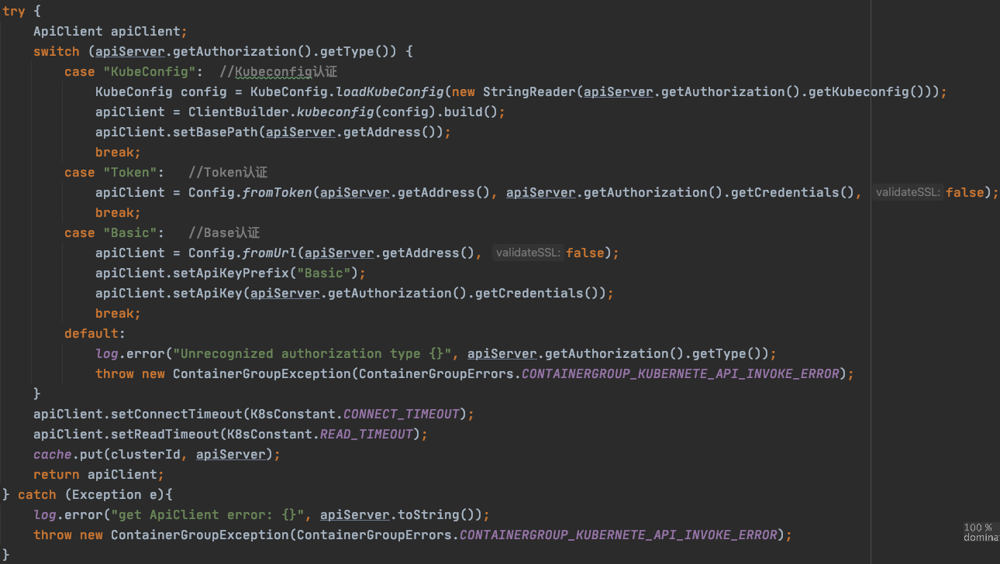 try {
    ApiClient apiClient;
    switch (apiServer.getAuthorization().getType()) {
        case "KubeConfig":  //Kubeconfig认证
            KubeConfig config = KubeConfig.loadKubeConfig(new StringReader(apiServer.getAuthorization().getKubeconfig()));
            apiClient = ClientBuilder.kubeconfig(config).build();
            apiClient.setBasePath(apiServer.getAddress());
            break;
        case "Token":   //Token认证
            apiClient = Config.fromToken(apiServer.getAddress(), apiServer.getAuthorization().getCredentials(), validateSSL: false);
            break;
        case "Basic":   //Base认证
            apiClient = Config.fromUrl(apiServer.getAddress(), validateSSL: false);
            apiClient.setApiKeyPrefix("Basic");
            apiClient.setApiKey(apiServer.getAuthorization().getCredentials());
            break;
        default:
            log.error("Unrecognized authorization type {}", apiServer.getAuthorization().getType());
            throw new ContainerGroupException(ContainerGroupErrors.CONTAINERGROUP_KUBERNETE_API_INVOKE_ERROR);
    }
    apiClient.setConnectTimeout(K8sConstant.CONNECT_TIMEOUT);
    apiClient.setReadTimeout(K8sConstant.READ_TIMEOUT);
    cache.put(clusterId, apiServer);
    return apiClient;
} catch (Exception e){
    log.error("get ApiClient error: {}", apiServer.toString());
    throw new ContainerGroupException(ContainerGroupErrors.CONTAINERGROUP_KUBERNETE_API_INVOKE_ERROR);
}
100 %